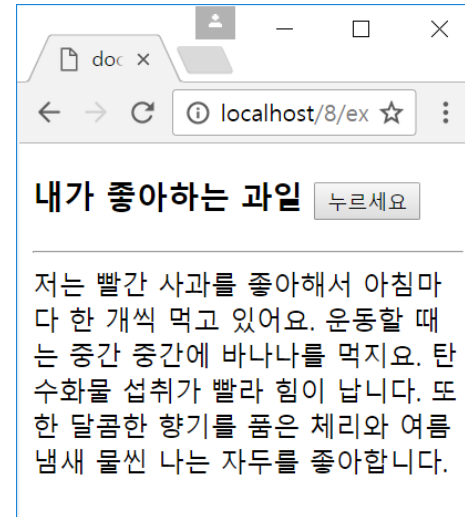 doc
localhost/8/ex
내가 좋아하는 과일 누르세요
저는 빨간 사과를 좋아해서 아침마
다 한 개씩 먹고 있어요. 운동할 때
는 중간 중간에 바나나를 먹지요. 탄
수화물 섭취가 빨라 힘이 납니다. 또
한 달콤한 향기를 품은 체리와 여름
냄새 물씬 나는 자두를 좋아합니다.